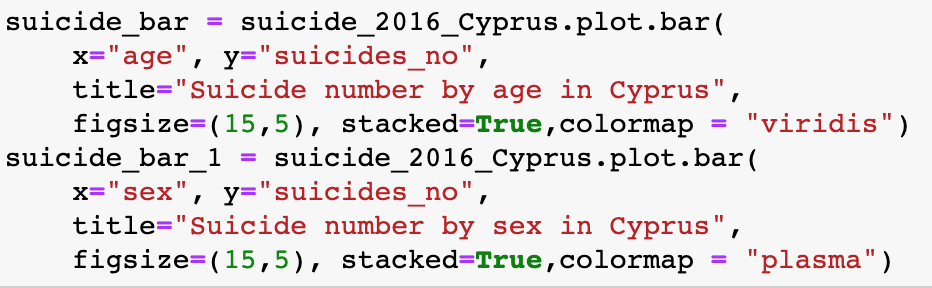 suicide_bar = suicide_2016_Cyprus.plot.bar(
    x="age", y="suicides_no",
    title="Suicide number by age in Cyprus",
    figsize=(15,5), stacked=True,colormap = "viridis")
suicide_bar_1 = suicide_2016_Cyprus.plot.bar(
    x="sex", y="suicides_no",
    title="Suicide number by sex in Cyprus",
    figsize=(15,5), stacked=True,colormap = "plasma")